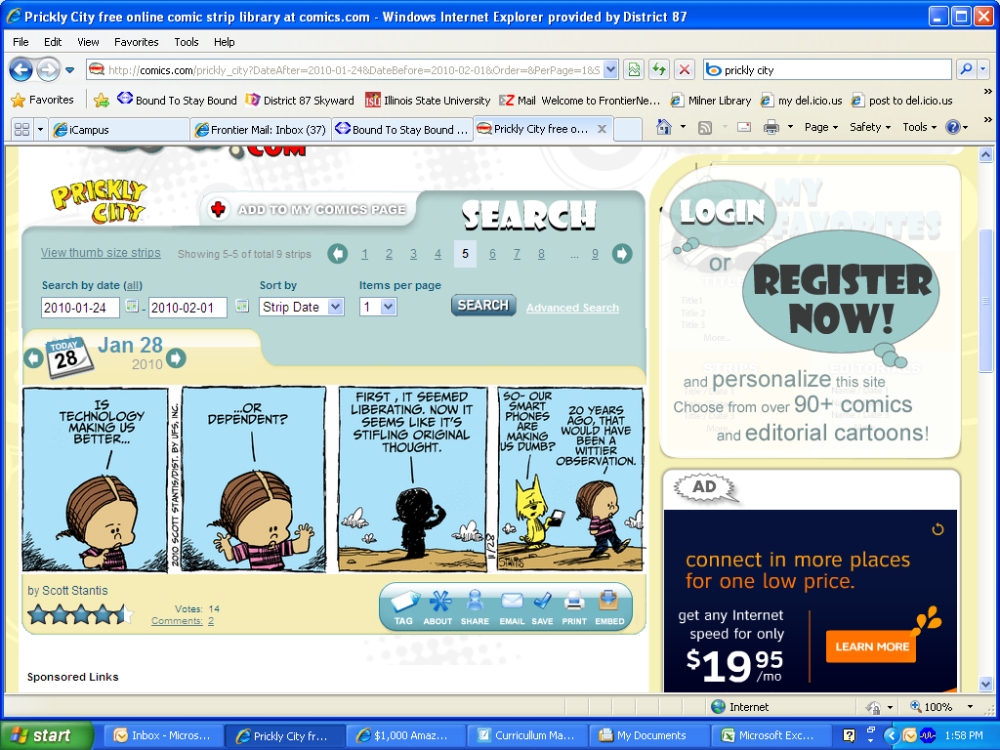 Prickly City free online comic strip library at comics.com - Windows Internet Explorer provided by District 87
File Edit View Favorites Tools Help
http://comics.com/prickly_city?DateAfter=2010-01-24&DateBefore=2010-02-01&Order=&PerPage=1&S
prickly city
Favorites Bound To Stay Bound District 87 Skyward Illinois State University Mail Welcome to FrontierNe... Milner Library my del.icio.us post to del.icio.us
iCampus Frontier Mail: Inbox (37) Bound To Stay Bound ... Prickly City free o... Page Safety Tools
.COM
PRICKLY CITY
ADD TO MY COMICS PAGE
SEARCH
View thumb size strips Showing 5-5 of total 9 strips 1 2 3 4 5 6 7 8 ... 9
Search by date (all) Sort by Items per page
2010-01-24 - 2010-02-01 Strip Date 1 SEARCH Advanced Search
TODAY
28
Jan 28
2010
IS
TECHNOLOGY
MAKING US
BETTER...
2010 SCOTT STANTIS/DIST. BY UFS, INC.
...OR
DEPENDENT?
FIRST, IT SEEMED
LIBERATING. NOW IT
SEEMS LIKE IT'S
STIFLING ORIGINAL
THOUGHT.
11/28
SO- OUR
SMART
PHONES
ARE
MAKING
US DUMB?
20 YEARS
AGO, THAT
WOULD HAVE
BEEN A
WITTIER
OBSERVATION.
STANTIS
by Scott Stantis
Votes: 14
Comments: 2
TAG ABOUT SHARE EMAIL SAVE PRINT EMBED
Sponsored Links
MY
FAVORITES
LOGIN
or
REGISTER
NOW!
Title1
Title 2
Title 3
More...
and personalize this site
Choose from over 90+ comics
and editorial cartoons!
AD
connect in more places
for one low price.
get any Internet
speed for only
$19.95/mo
LEARN MORE
Internet 100%
start Inbox - Micros... Prickly City fr... $1,000 Amaz... Curricullum Ma... My Documents Microsoft Exc... 1:58 PM